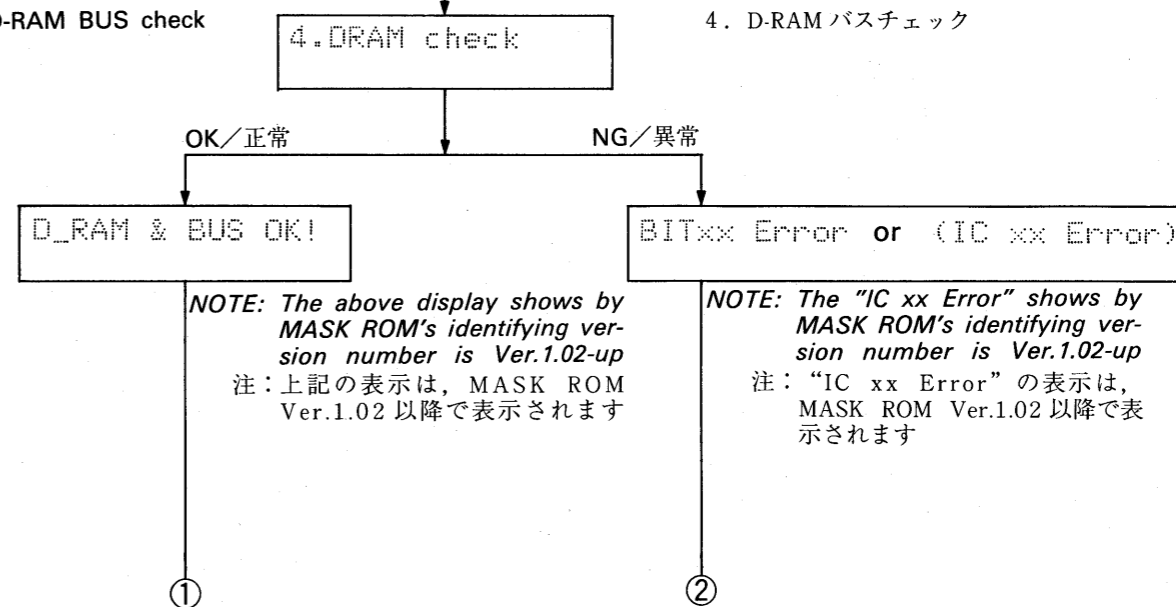 D-RAM BUS check
4. D-RAM バスチェック
4.DRAM check
OK／正常
NG／異常
D_RAM & BUS OK!
BITxx Error or (IC xx Error)
NOTE: The above display shows by
MASK ROM's identifying ver-
sion number is Ver.1.02-up
注：上記の表示は，MASK ROM
Ver.1.02 以降で表示されます
NOTE: The "IC xx Error" shows by
MASK ROM's identifying ver-
sion number is Ver.1.02-up
注：“IC xx Error”の表示は，
MASK ROM Ver.1.02 以降で表
示されます
①
②